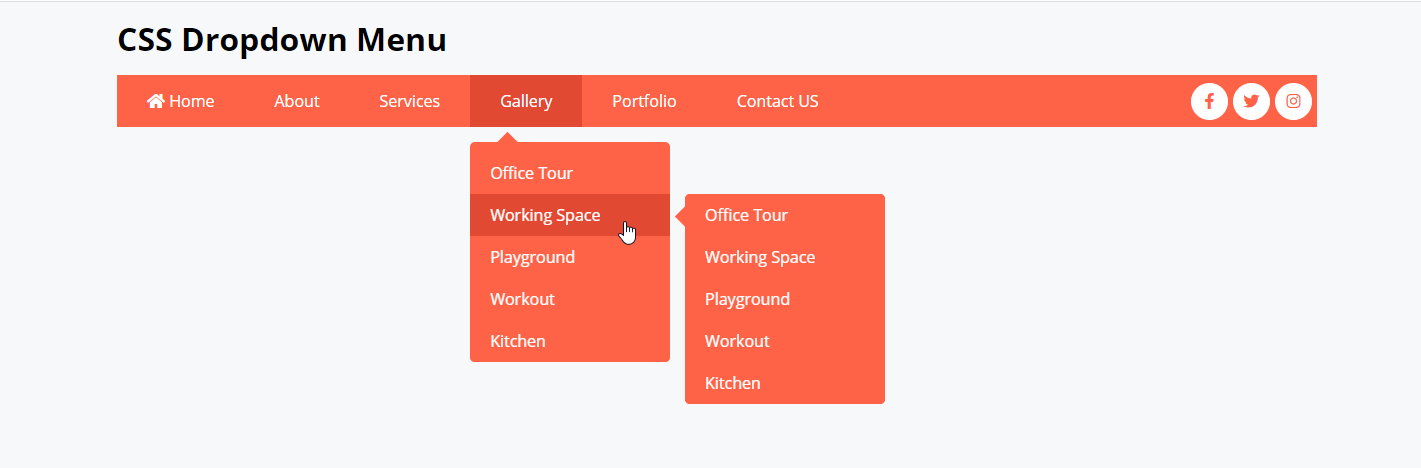 CSS Dropdown Menu
Home About Services Gallery Portfolio Contact US
Office Tour
Working Space
Playground
Workout
Kitchen
Office Tour
Working Space
Playground
Workout
Kitchen